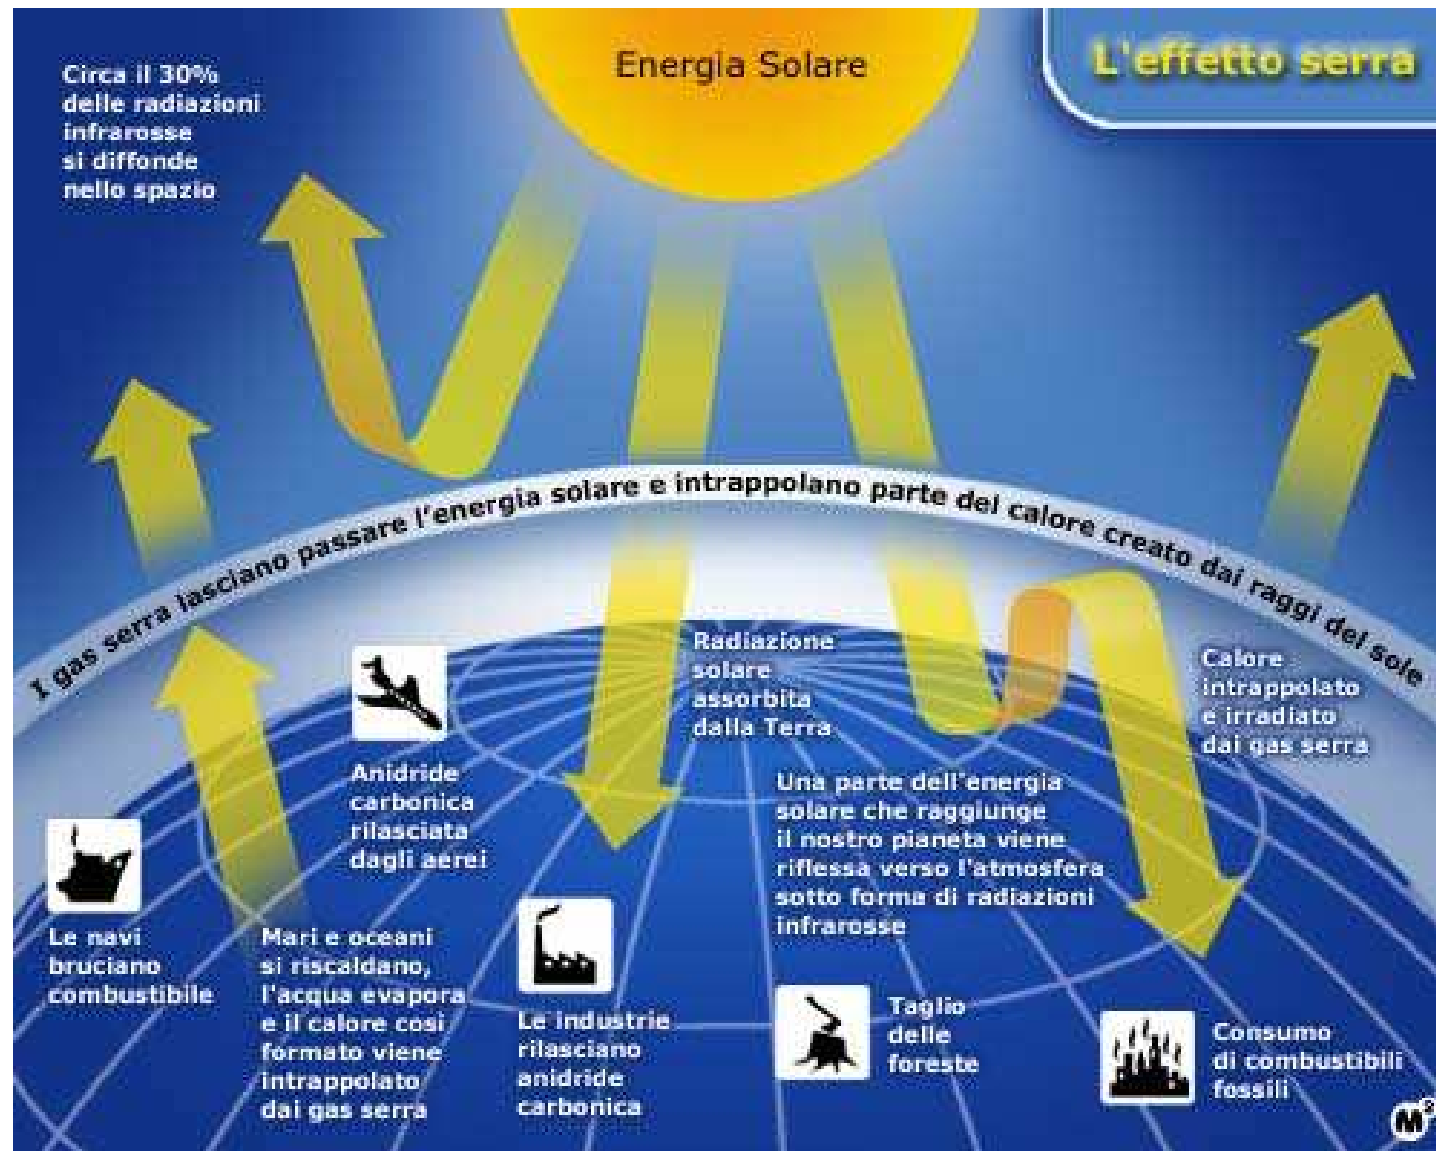 L'effetto serra
Energia Solare
Circa il 30%
delle radiazioni
infrarosse
si diffonde
nello spazio
I gas serra lasciano passare l'energia solare e intrappolano parte del calore creato dai raggi del sole
Radiazione
solare
assorbita
dalla Terra
Calore
intrappolato
e irradiato
dai gas serra
Anidride
carbonica
rilasciata
dagli aerei
Una parte dell'energia
solare che raggiunge
il nostro pianeta viene
riflessa verso l'atmosfera
sotto forma di radiazioni
infrarosse
Le navi
bruciano
combustibile
Mari e oceani
si riscaldano,
l'acqua evapora
e il calore cosi
formato viene
intrappolato
dai gas serra
Le industrie
rilasciano
anidride
carbonica
Taglio
delle
foreste
Consumo
di combustibili
fossili
M2